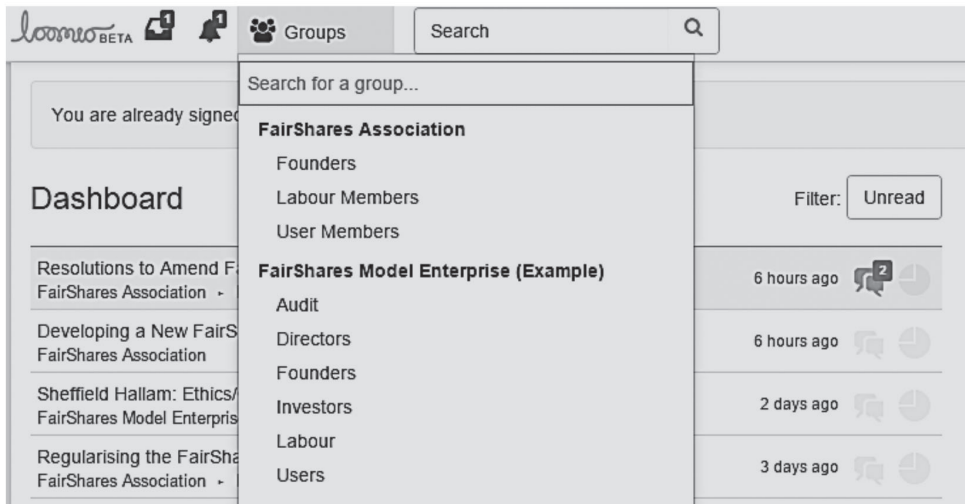 loomio BETA 1 1 Groups Search
Search for a group...
You are already signed
FairShares Association
Founders
Labour Members
User Members
FairShares Model Enterprise (Example)
Audit
Directors
Founders
Investors
Labour
Users
Dashboard
Filter: Unread
Resolutions to Amend F
FairShares Association ▸
6 hours ago 2
Developing a New FairS
FairShares Association
6 hours ago
Sheffield Hallam: Ethics/
FairShares Model Enterpris
2 days ago
Regularising the FairSha
FairShares Association ▸
3 days ago